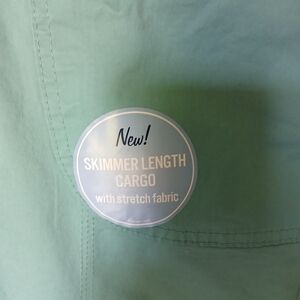 New!
SKIMMER LENGTH
CARGO
with stretch fabric